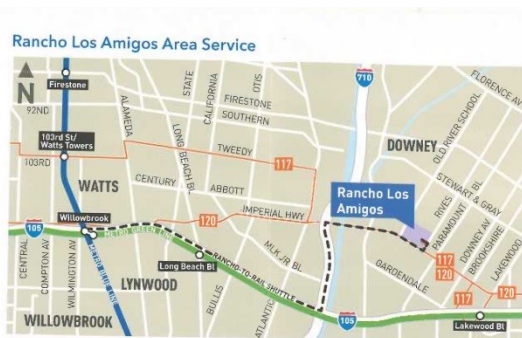 Rancho Los Amigos Area Service
N
Firestone
92ND
103rd St/
Watts Towers
103RD
WATTS
Willowbrook
105
CENTRAL
COMPTON AV
WILMINGTON AV
WILLOWBROOK
METRO BLUE LINE
METRO GREEN LINE
ALAMEDA
STATE
CALIFORNIA
OTIS
LONG BEACH BL
FIRESTONE
SOUTHERN
TWEEDY
117
CENTURY
ABBOTT
120
IMPERIAL HWY
MLK JR BL
Long Beach Bl
LYNWOOD
BULLIS
ATLANTIC
RANCHO-TO-RAIL SHUTTLE
710
105
DOWNEY
FLORENCE AV
OLD RIVER SCHOOL
STEWART & GRAY
RIVES
BL
PARAMOUNT
DOWNEY AV
BROOKSHIRE
LAKEWOOD
Rancho Los
Amigos
GARDENDALE
117
120
117
120
Lakewood Bl